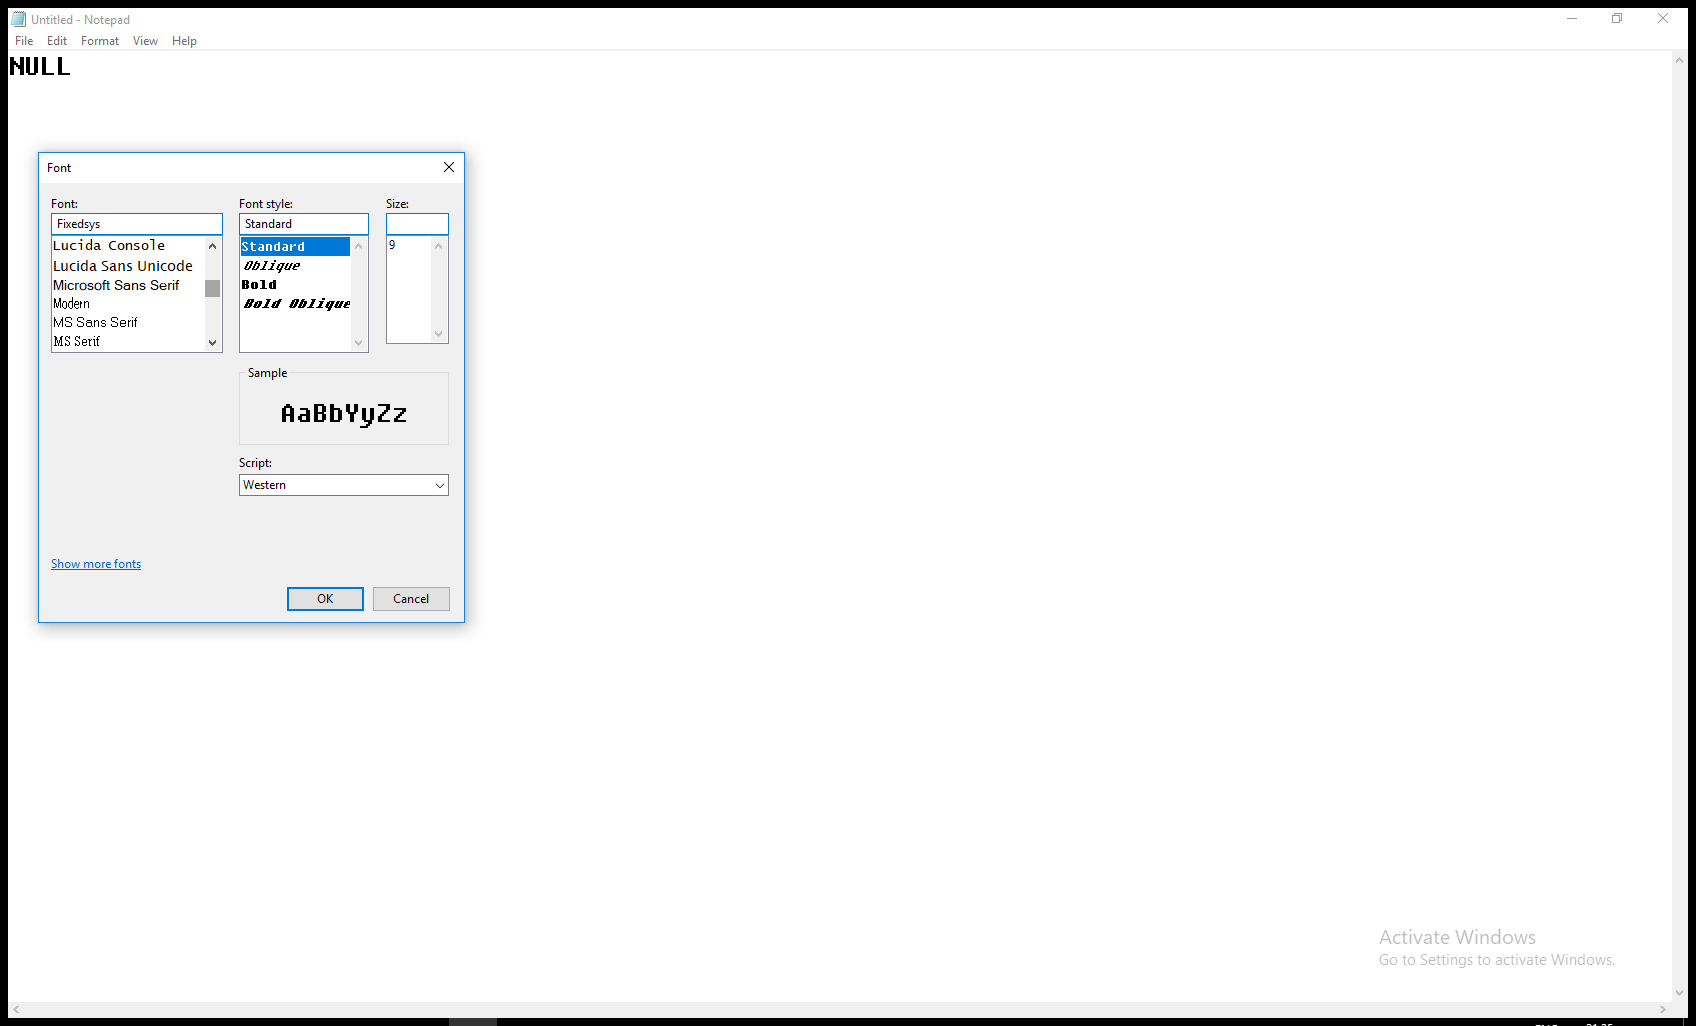 Untitled - Notepad
File Edit Format View Help
NULL
Font
Font: Font style: Size:
Fixedsys Standard
Lucida Console
Lucida Sans Unicode
Microsoft Sans Serif
Modern
MS Sans Serif
MS Serif
Standard
Oblique
Bold
Bold Oblique
9
Sample
AaBbYyZz
Script:
Western
Show more fonts
OK Cancel
Activate Windows
Go to Settings to activate Windows.